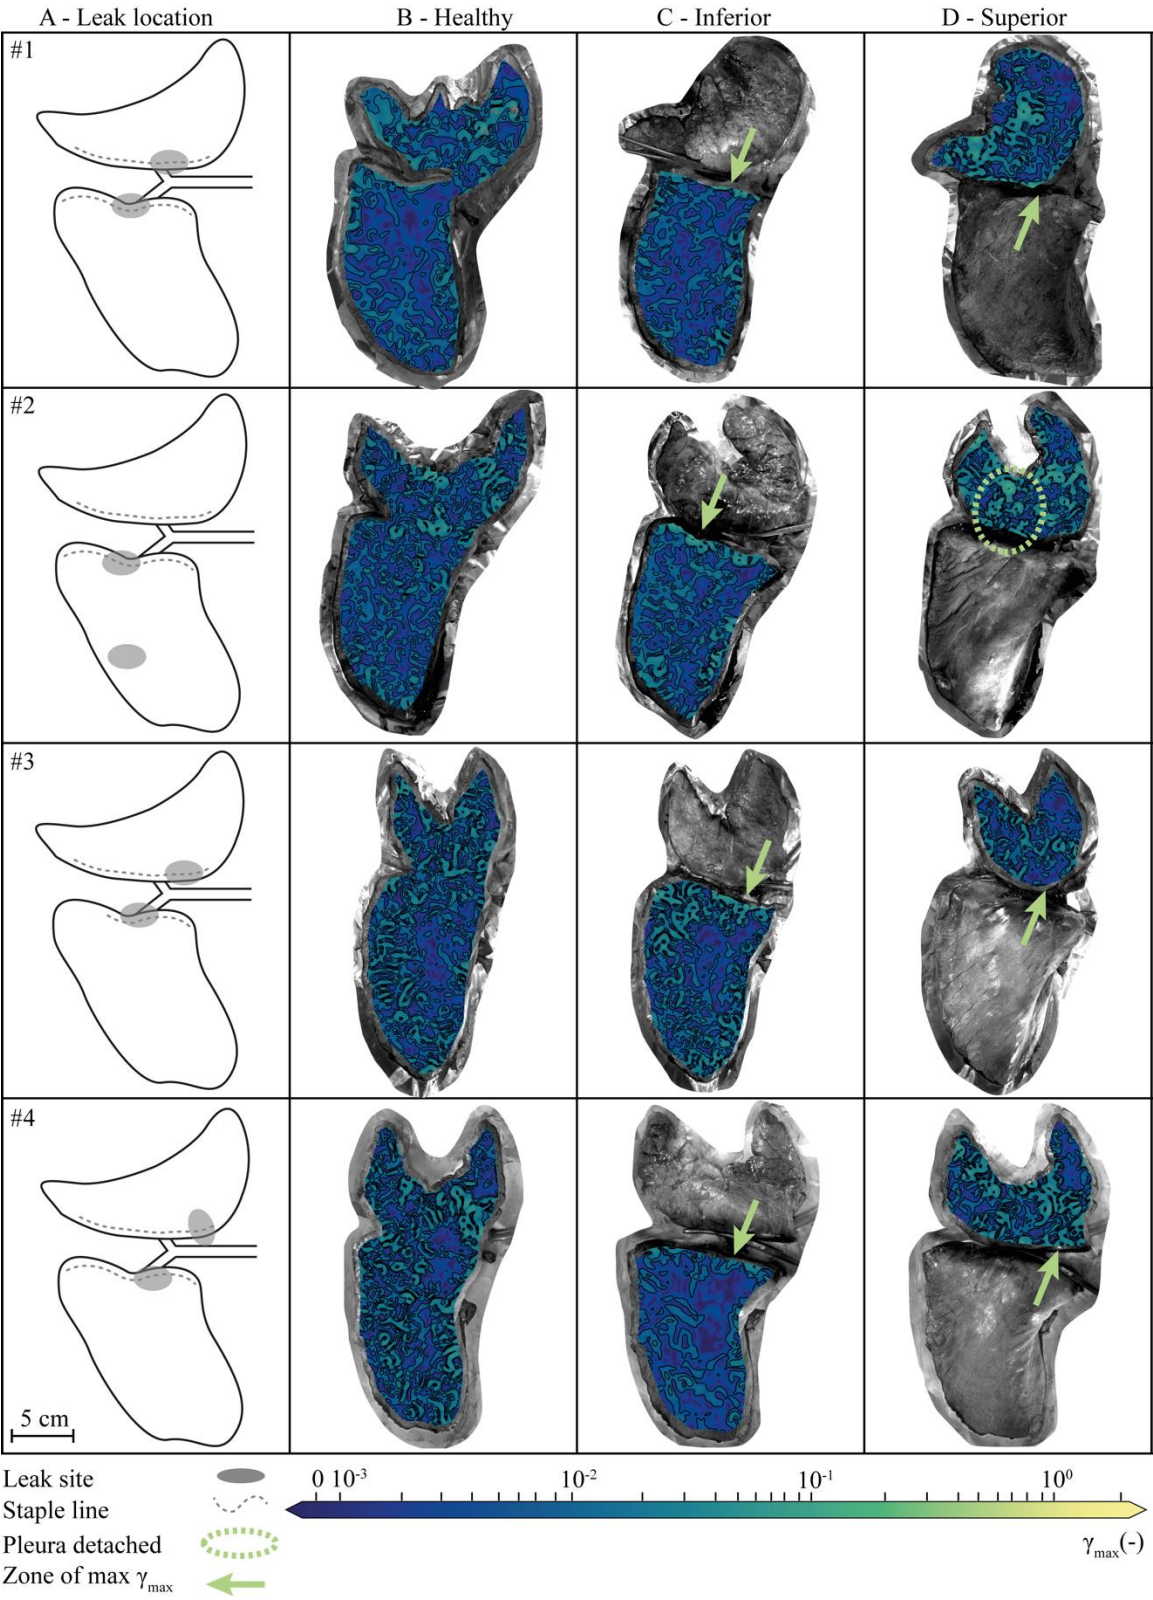 A - Leak location B - Healthy C - Inferior D - Superior
#1
#2
#3
#4
5 cm
Leak site
Staple line
Pleura detached
Zone of max γmax
0 10⁻³ 10⁻² 10⁻¹ 10⁰
γmax(-)